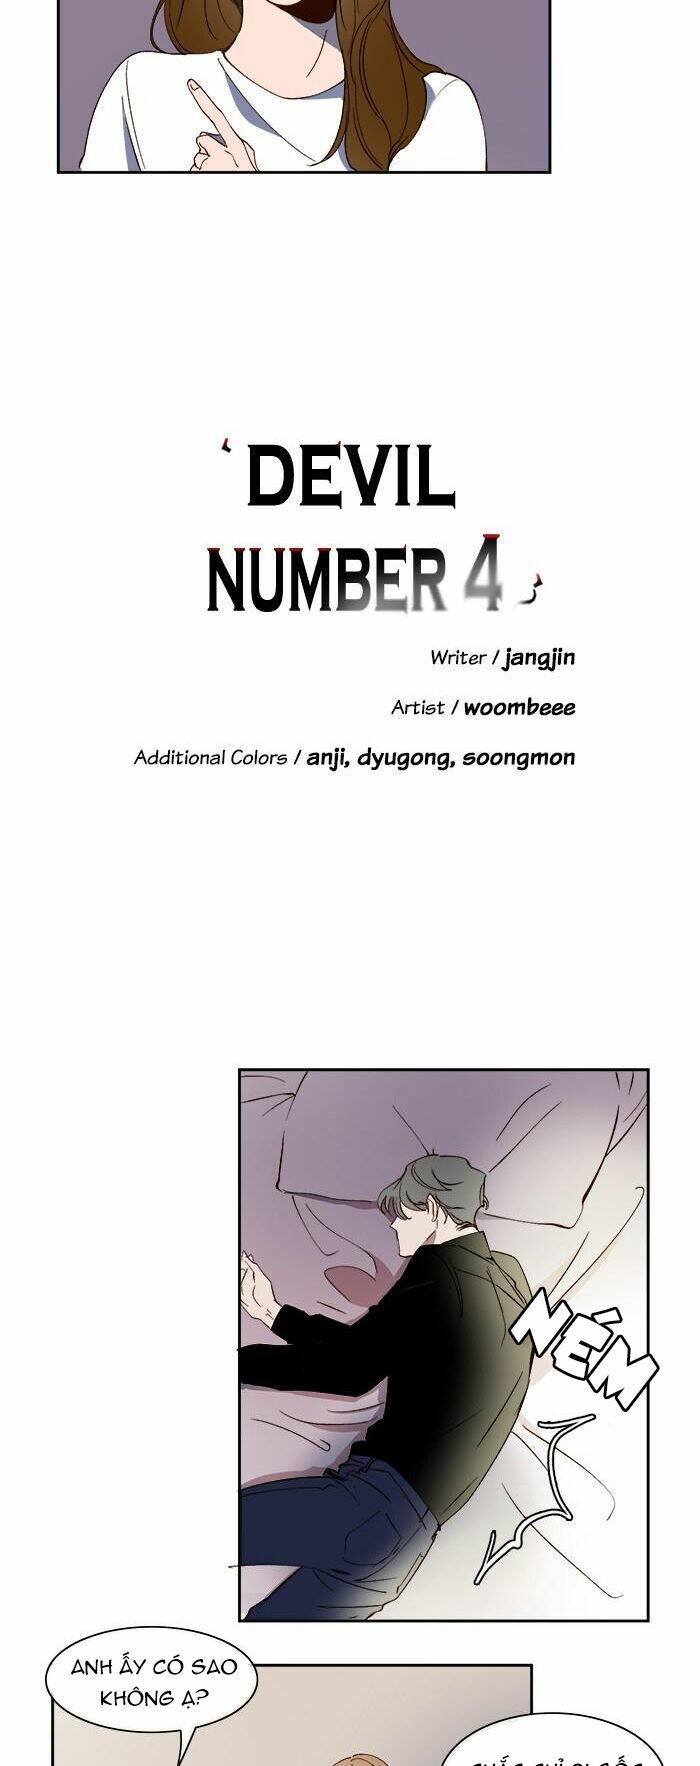 DEVIL
NUMBER 4
Writer / jangjin
Artist / woombeee
Additional Colors / anji, dyugong, soongmon
NÉM
ANH ẤY CÓ SAO
KHÔNG Ạ?